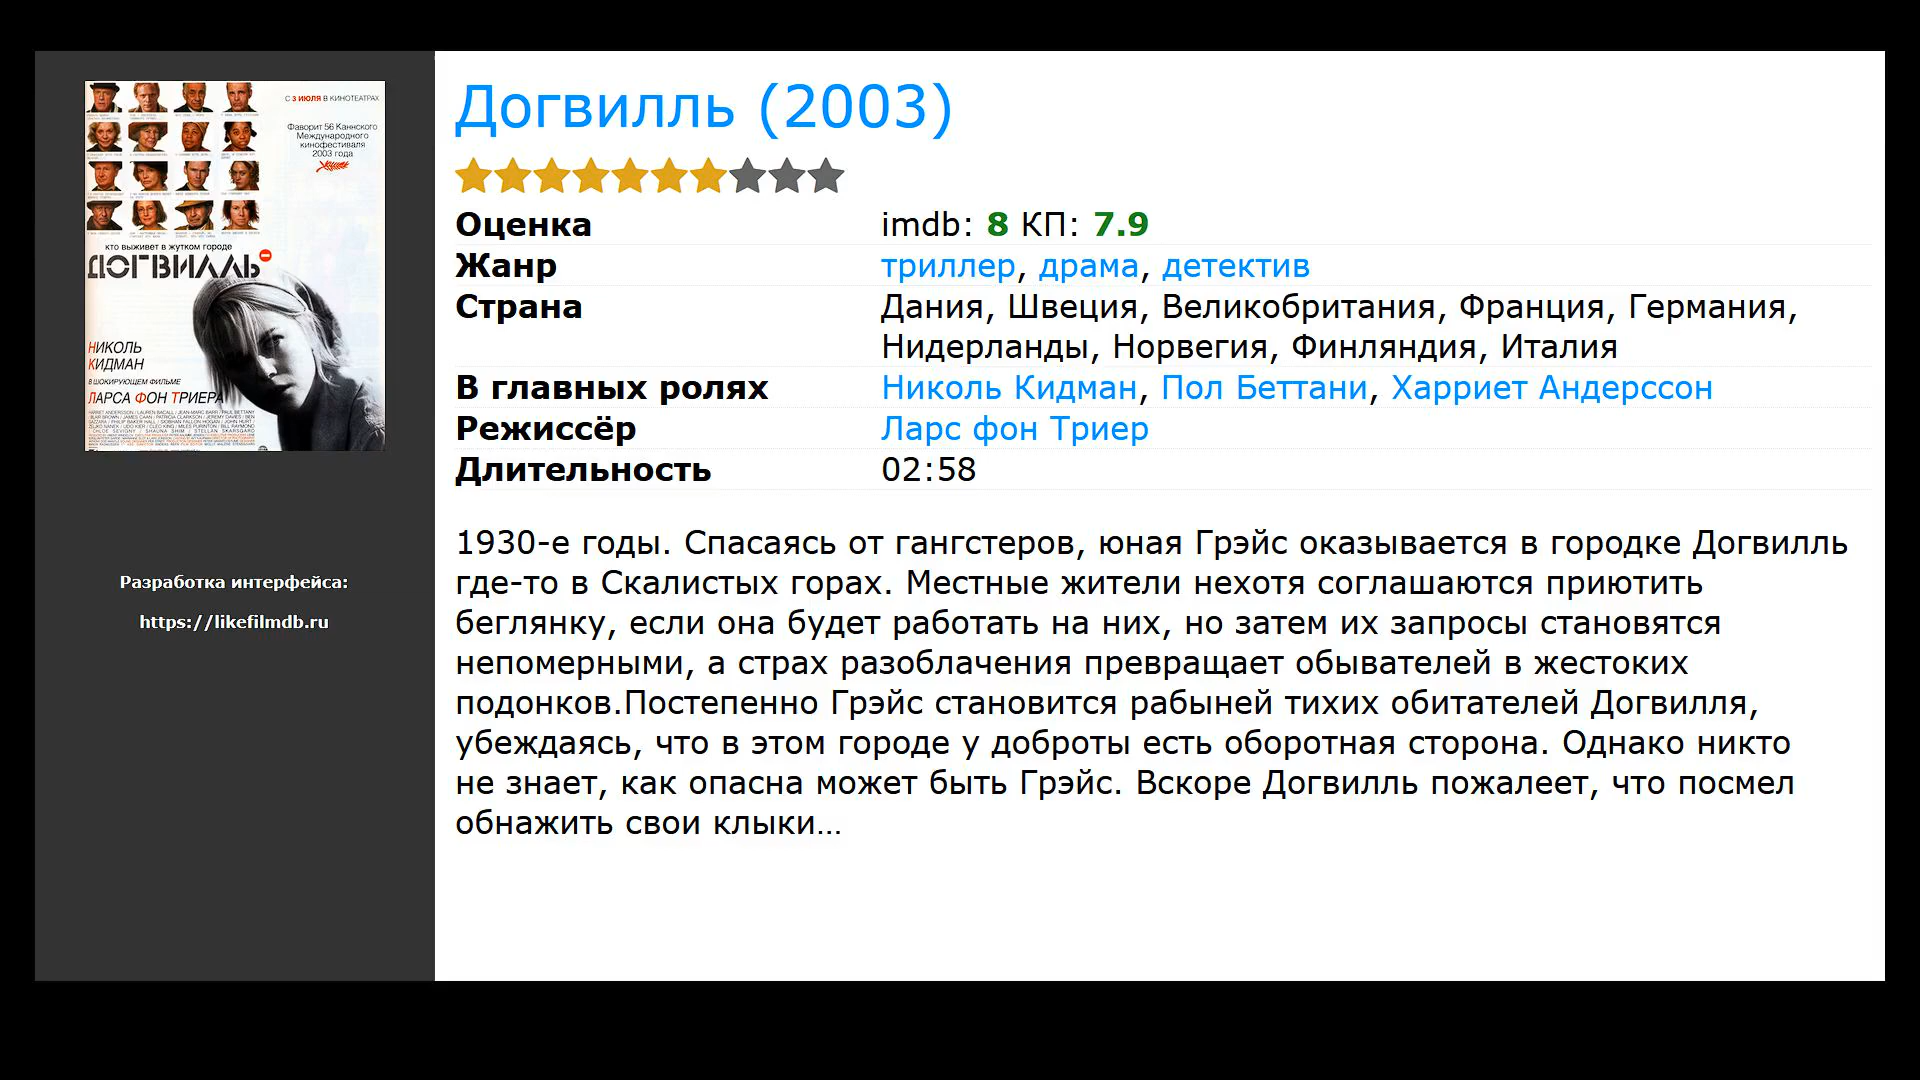 С 3 ИЮЛЯ В КИНОТЕАТРАХ
Фаворит 56 Каннского
Международного
кинофестиваля
2003 года
кто выживет в жутком городе
ДОГВИЛЛЬ
НИКОЛЬ
КИДМАН
В ШОКИРУЮЩЕМ ФИЛЬМЕ
ЛАРСА ФОН ТРИЕРА
Разработка интерфейса:
https://likefilmdb.ru
Догвилль (2003)
Оценка imdb: 8 КП: 7.9
Жанр триллер, драма, детектив
Страна Дания, Швеция, Великобритания, Франция, Германия,
Нидерланды, Норвегия, Финляндия, Италия
В главных ролях Николь Кидман, Пол Беттани, Харриет Андерссон
Режиссёр Ларс фон Триер
Длительность 02:58
1930-е годы. Спасаясь от гангстеров, юная Грэйс оказывается в городке Догвилль
где-то в Скалистых горах. Местные жители нехотя соглашаются приютить
беглянку, если она будет работать на них, но затем их запросы становятся
непомерными, а страх разоблачения превращает обывателей в жестоких
подонков.Постепенно Грэйс становится рабыней тихих обитателей Догвилля,
убеждаясь, что в этом городе у доброты есть оборотная сторона. Однако никто
не знает, как опасна может быть Грэйс. Вскоре Догвилль пожалеет, что посмел
обнажить свои клыки…